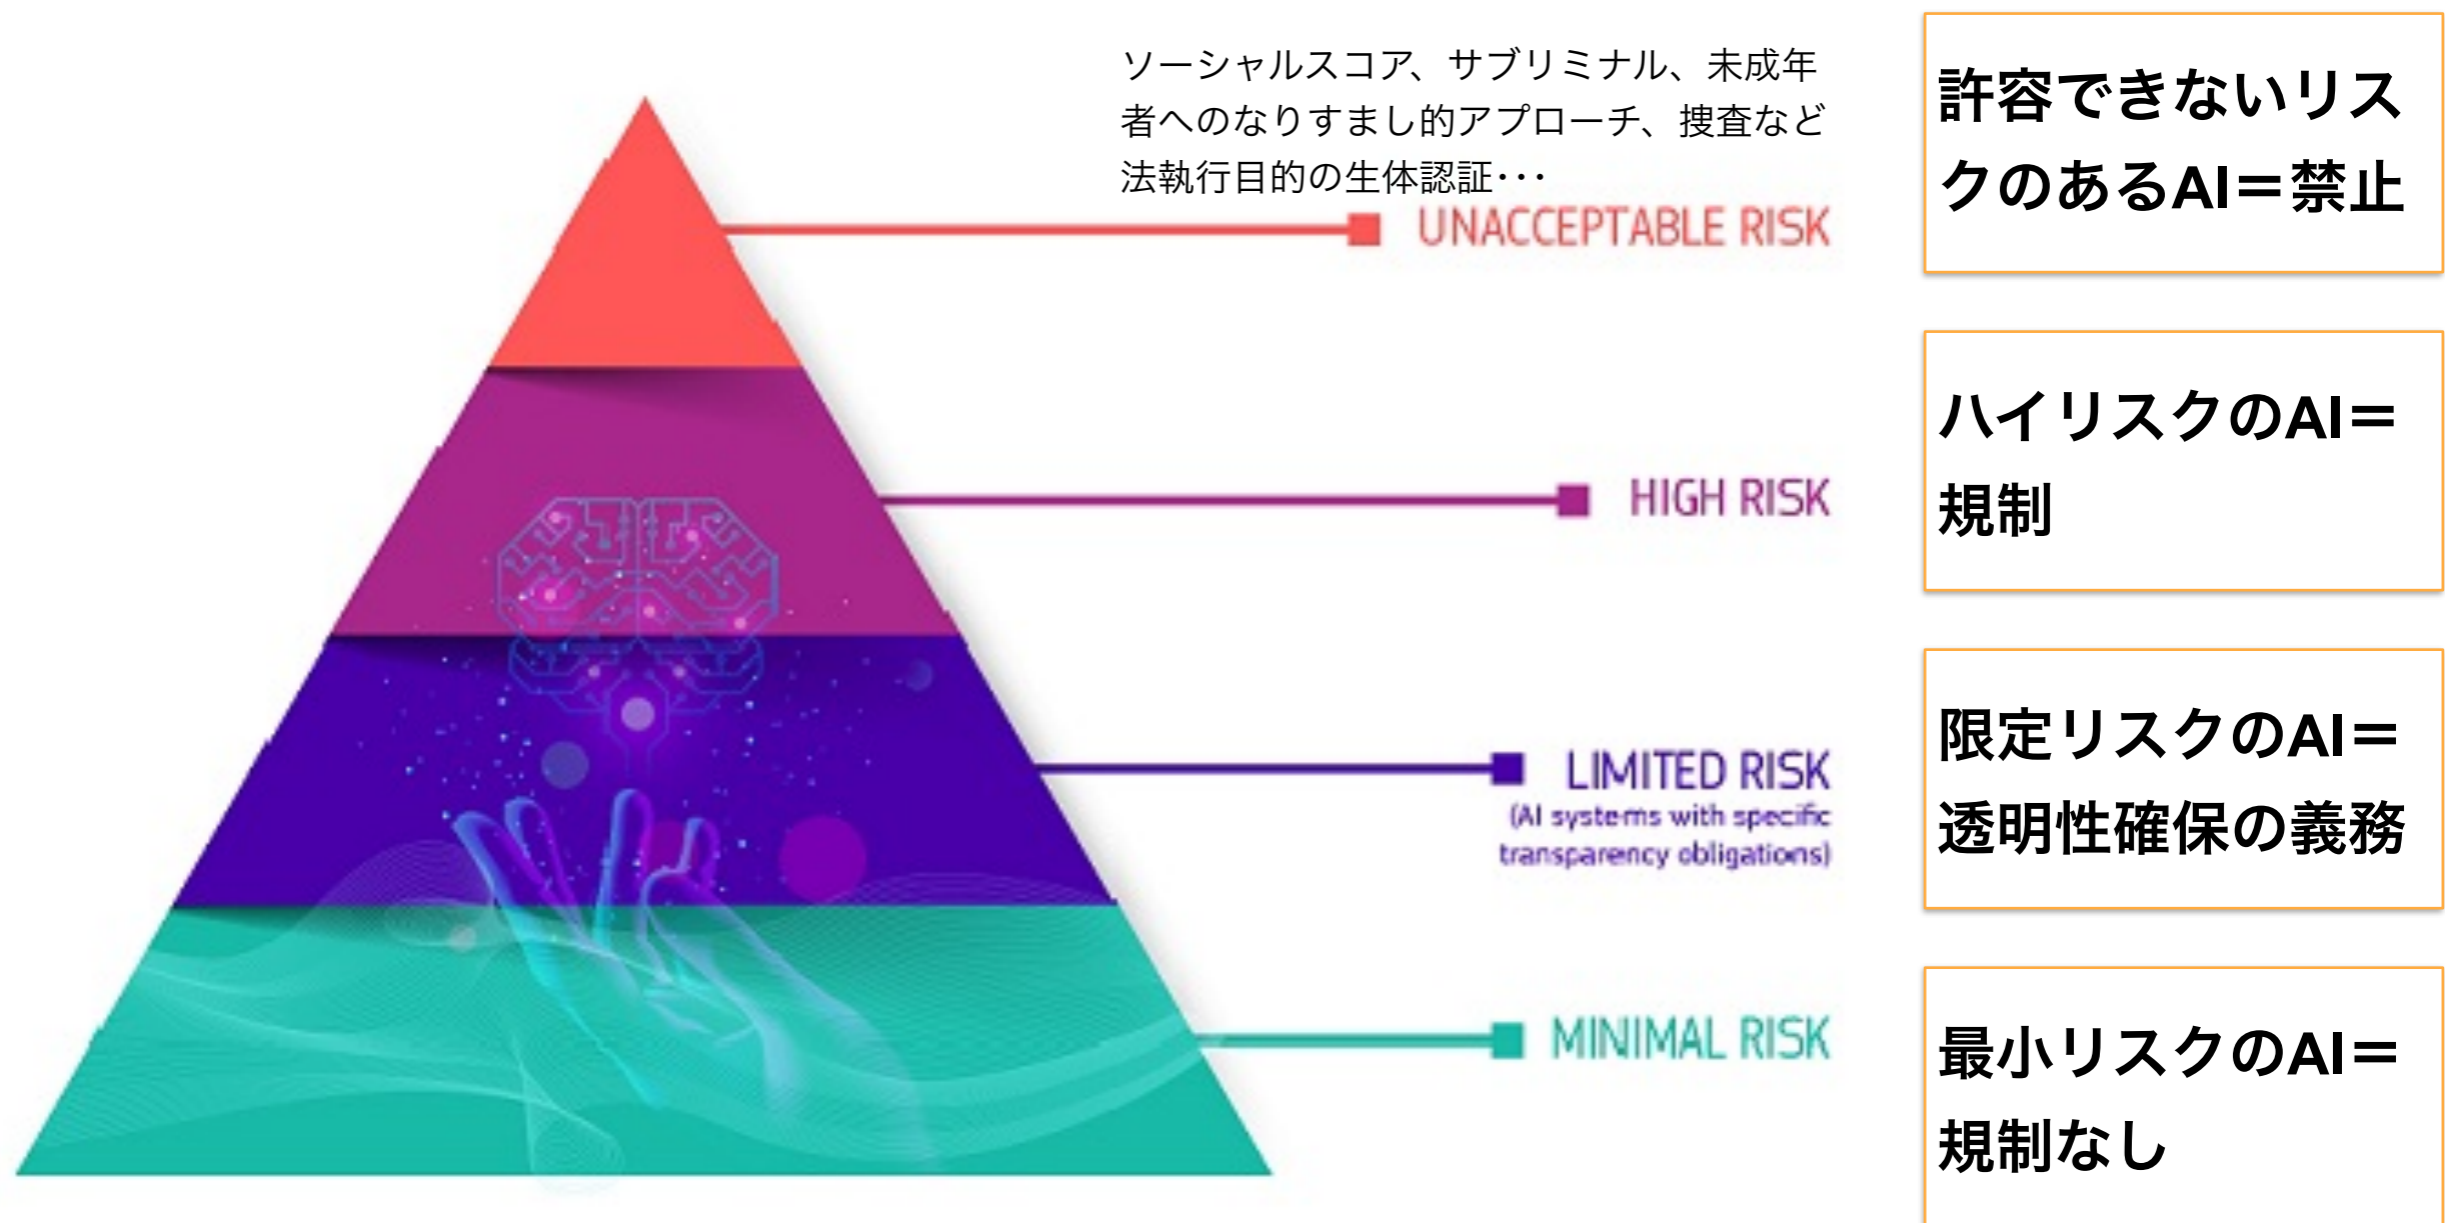 ソーシャルスコア、サブリミナル、未成年
者へのなりすまし的アプローチ、捜査など
法執行目的の生体認証･･･
UNACCEPTABLE RISK
許容できないリス
クのあるAI＝禁止
HIGH RISK
ハイリスクのAI＝
規制
LIMITED RISK
(AI systems with specific
transparency obligations)
限定リスクのAI＝
透明性確保の義務
MINIMAL RISK
最小リスクのAI＝
規制なし